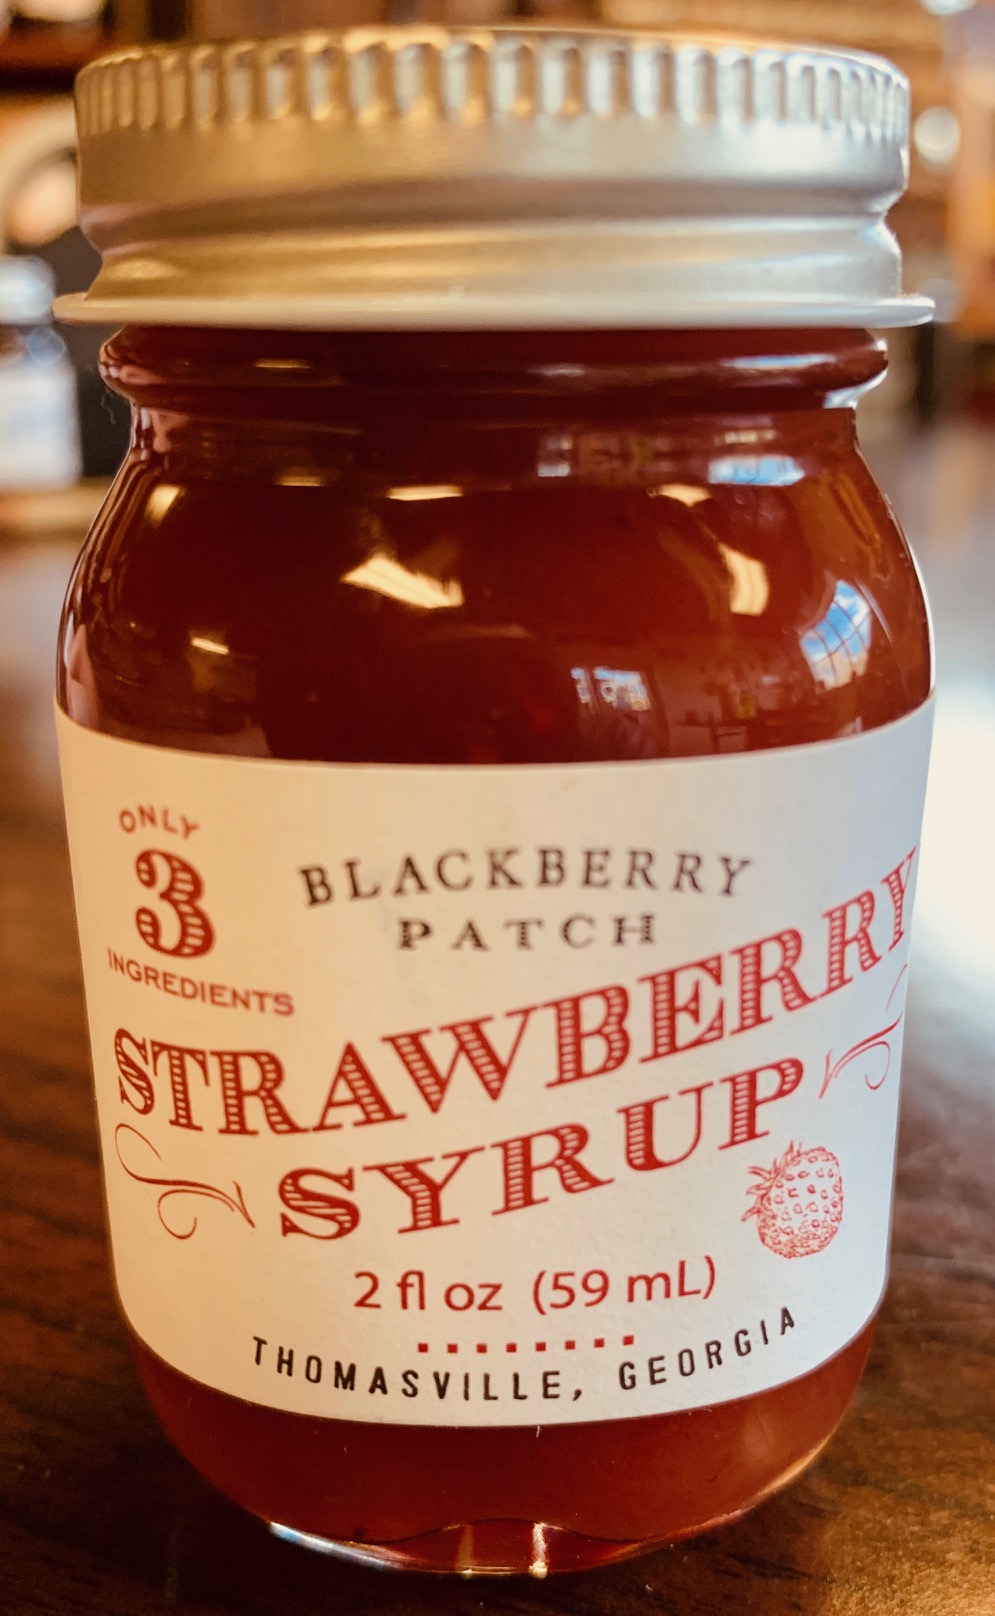 ONLY
3
INGREDIENTS
BLACKBERRY
PATCH
STRAWBERRY
SYRUP
2 fl oz (59 mL)
THOMASVILLE, GEORGIA